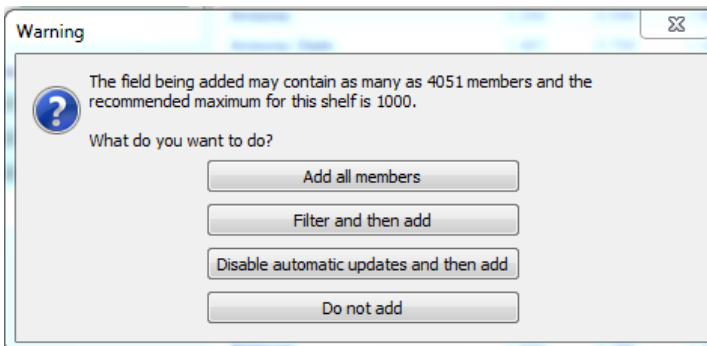 Warning
The field being added may contain as many as 4051 members and the
recommended maximum for this shelf is 1000.
What do you want to do?
Add all members
Filter and then add
Disable automatic updates and then add
Do not add